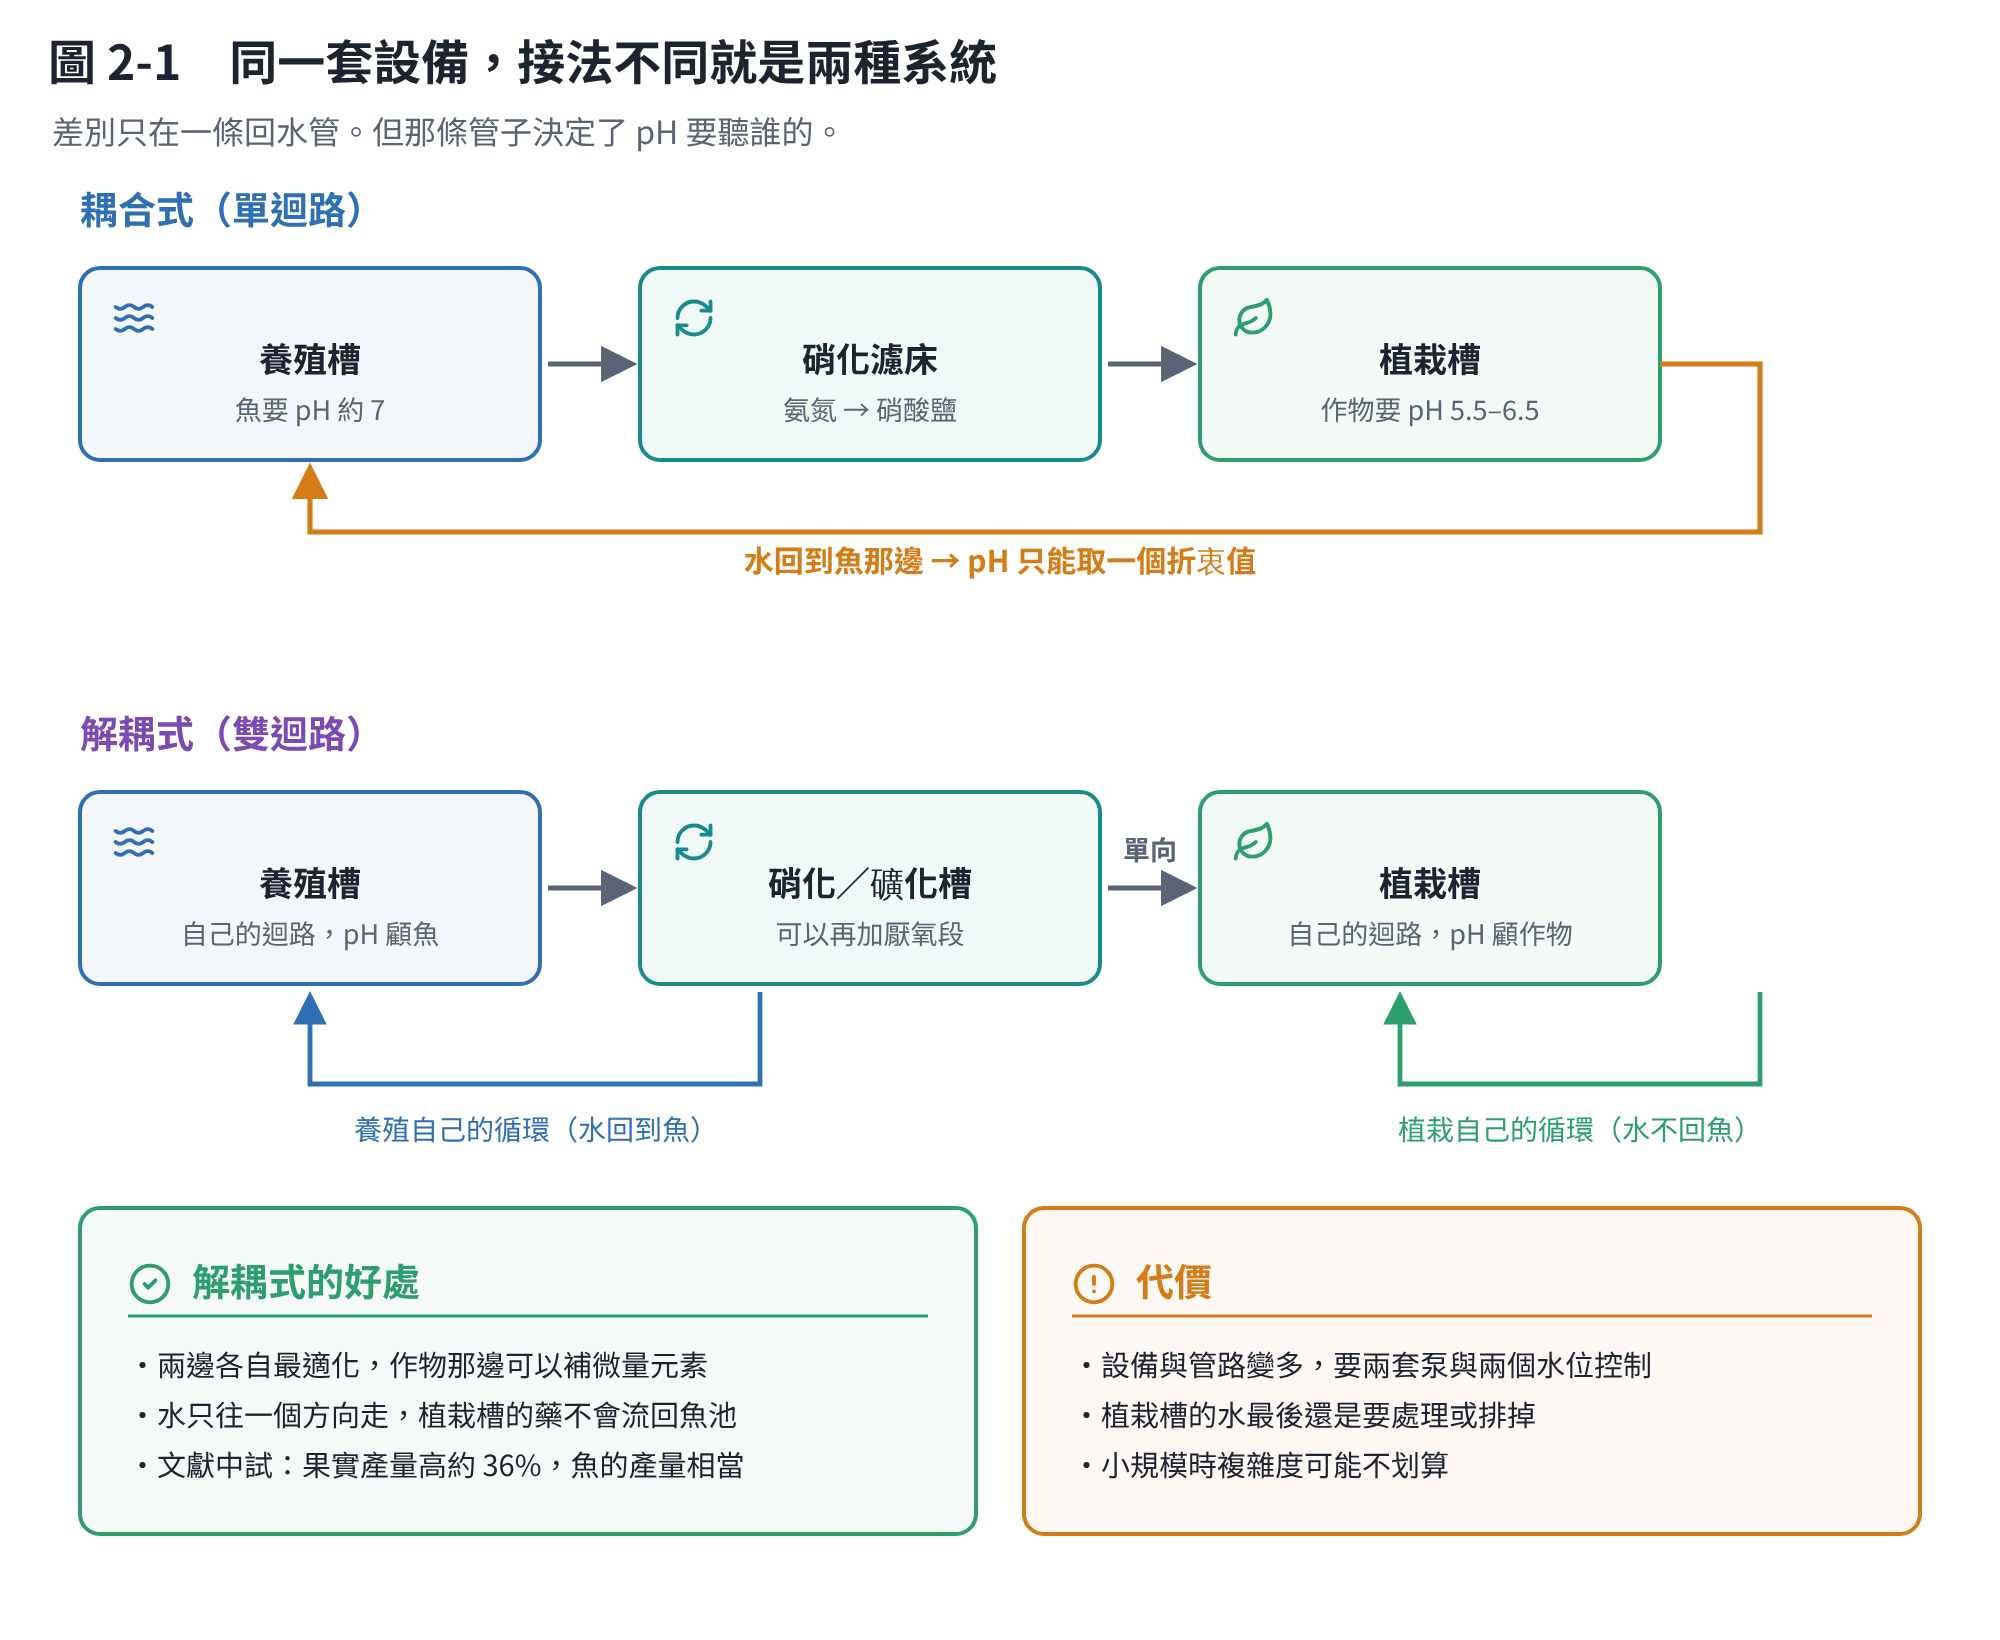 圖 2-1　同一套設備，接法不同就是兩種系統
差別只在一條回水管。但那條管子決定了 pH 要聽誰的。
耦合式（單迴路）
養殖槽
魚要 pH 約 7
硝化濾床
氨氮 → 硝酸鹽
植栽槽
作物要 pH 5.5–6.5
水回到魚那邊 → pH 只能取一個折衷值
解耦式（雙迴路）
養殖槽
自己的迴路，pH 顧魚
硝化／礦化槽
可以再加厭氧段
單向
植栽槽
自己的迴路，pH 顧作物
養殖自己的循環（水回到魚）
植栽自己的循環（水不回魚）
解耦式的好處
・兩邊各自最適化，作物那邊可以補微量元素
・水只往一個方向走，植栽槽的藥不會流回魚池
・文獻中試：果實產量高約 36%，魚的產量相當
代價
・設備與管路變多，要兩套泵與兩個水位控制
・植栽槽的水最後還是要處理或排掉
・小規模時複雜度可能不划算